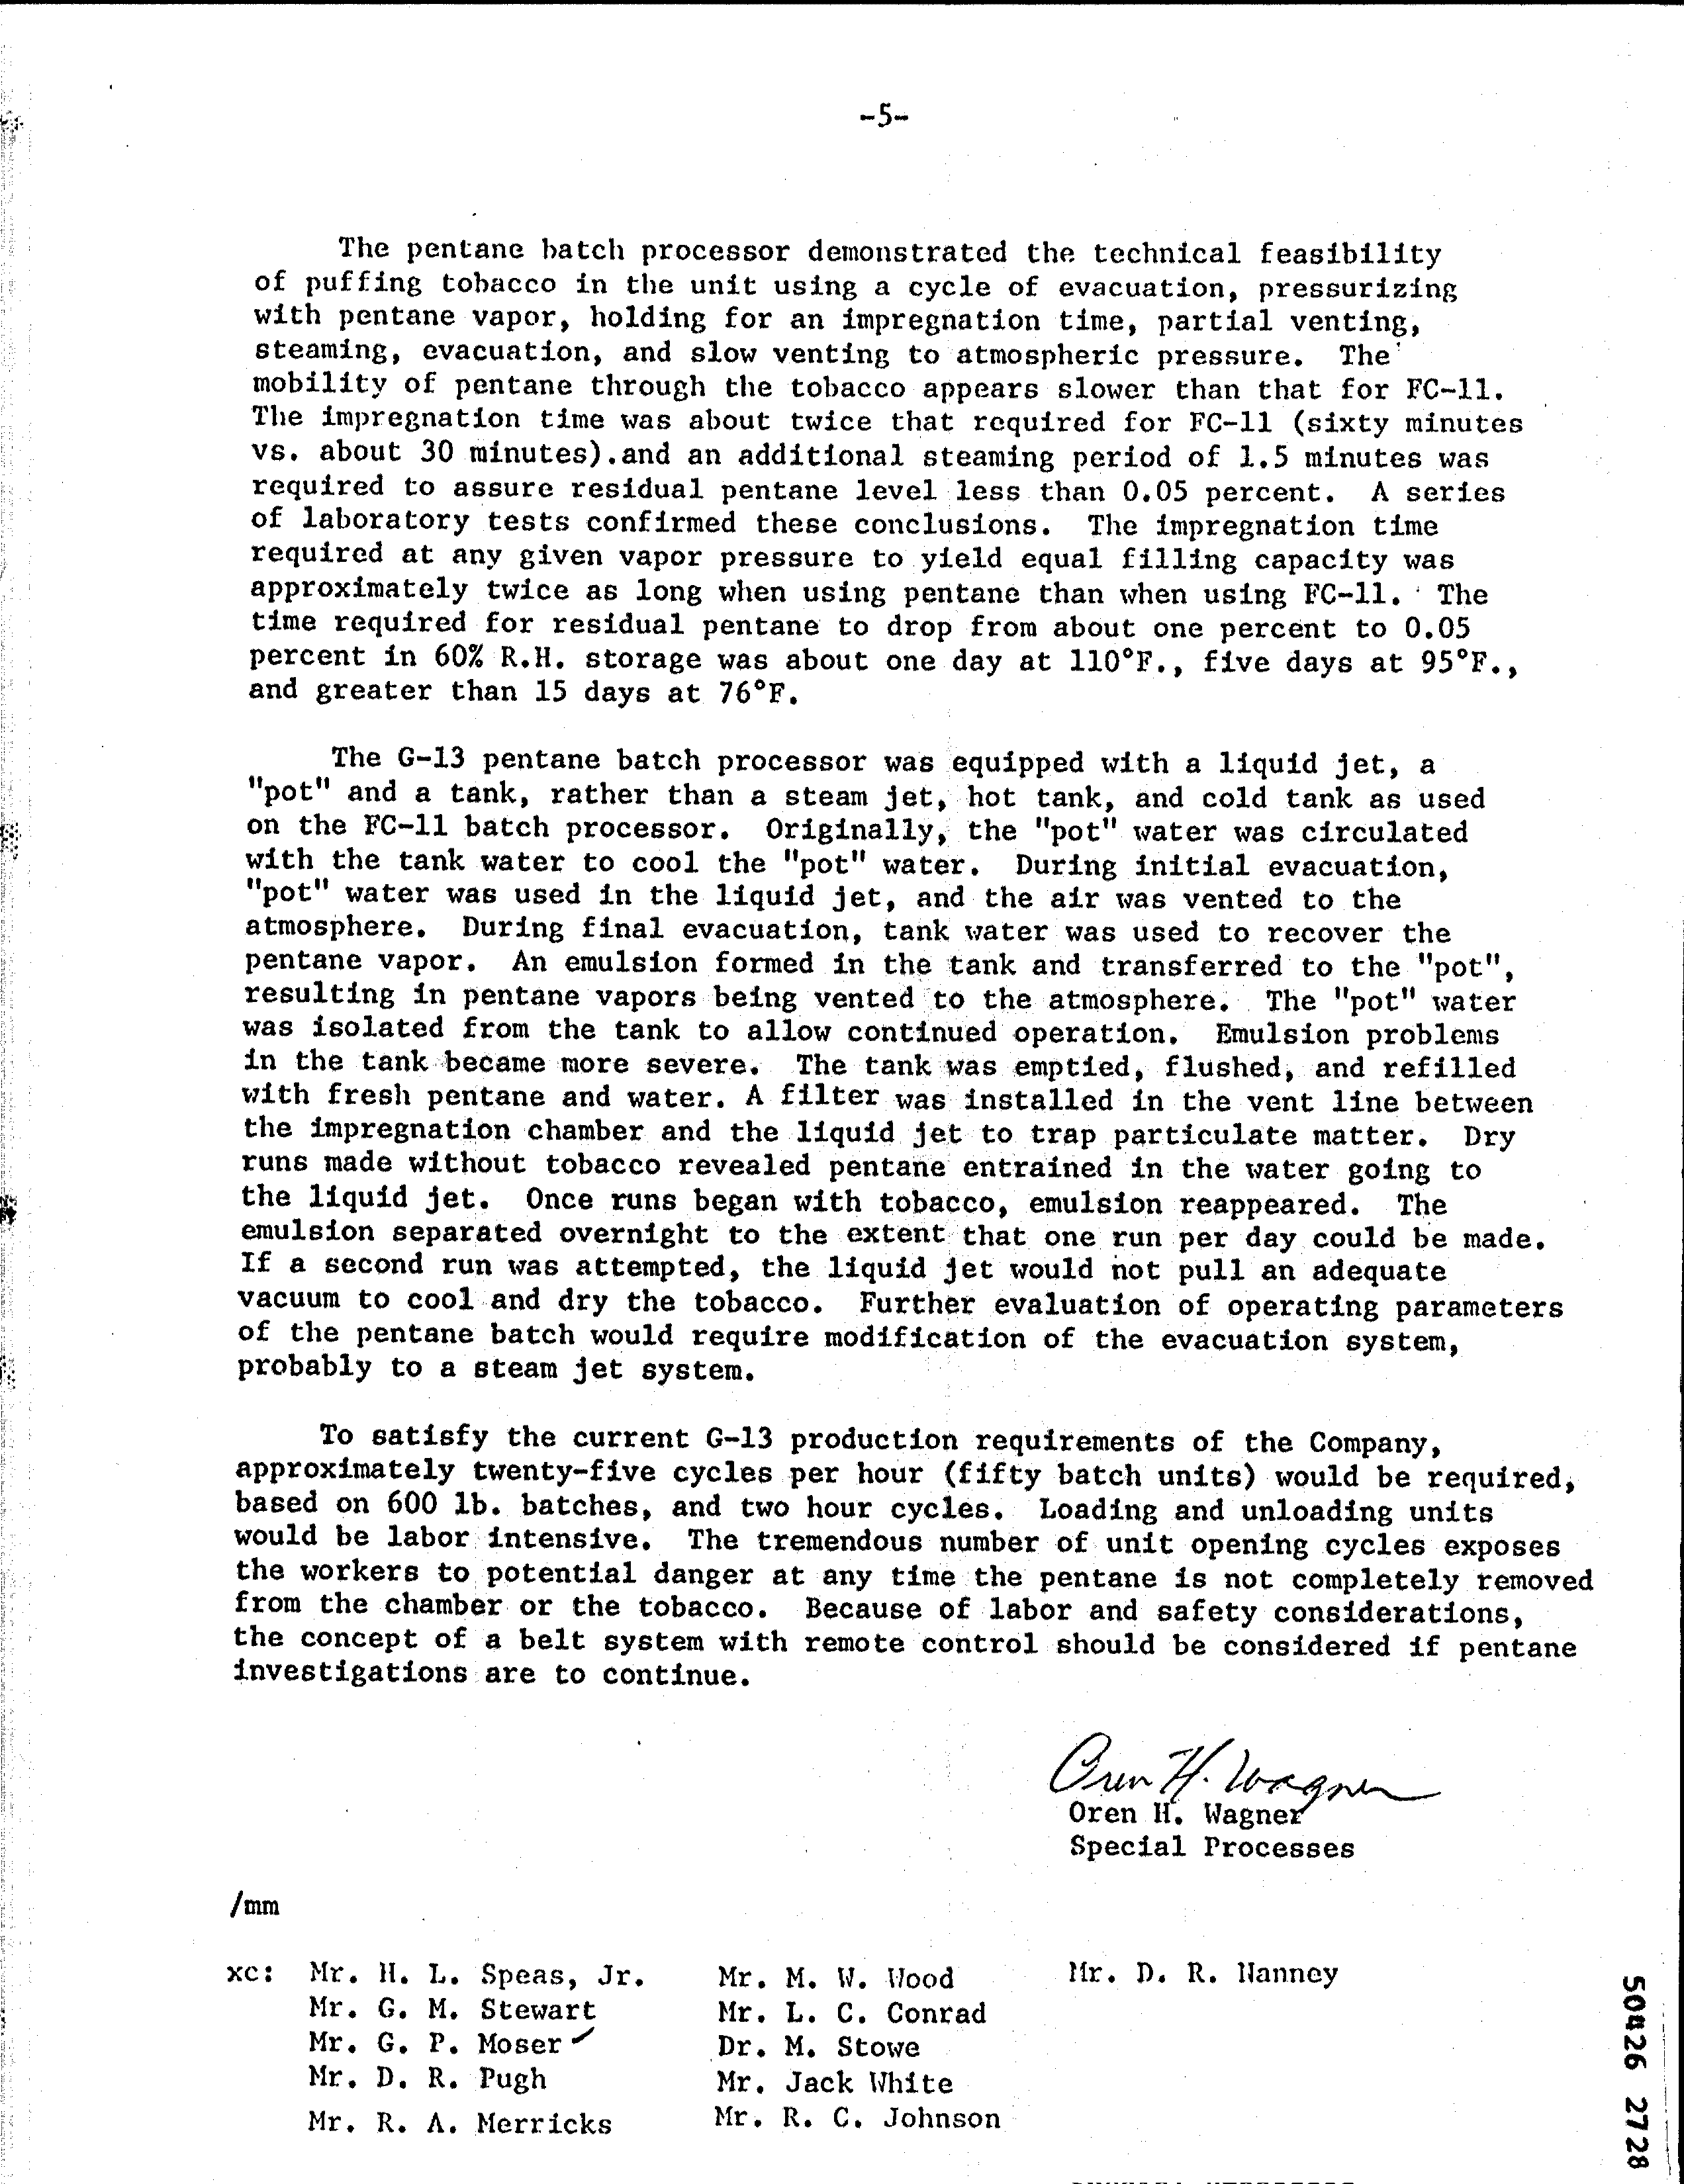 -5-
The pentane batch processor demonstrated the technical feasibility
of puffing tobacco in the unit using a cycle of evacuation, pressurizing
with pentane vapor, holding for an impregnation time, partial venting,
steaming, evacuation, and slow venting to atmospheric pressure. The
mobility of pentane through the tobacco appears slower than that for FC-11.
The impregnation time was about twice that required for FC-11 (sixty minutes
vs. about 30 minutes).and an additional steaming period of 1.5 minutes was
required to assure residual pentane level less than 0.05 percent. A series
of laboratory tests confirmed these conclusions. The impregnation time
required at any given vapor pressure to yield equal filling capacity was
approximately twice as long when using pentane than when using FC-11. The
time required for residual pentane to drop from about one percent to 0.05
percent in 60% R.H. storage was about one day at 110°F., five days at 95°F.,
and greater than 15 days at 76°F.
The G-13 pentane batch processor was equipped with a liquid jet, a
"pot" and a tank, rather than a steam jet, hot tank, and cold tank as used
on the FC-11 batch processor. Originally, the "pot" water was circulated
with the tank water to cool the "pot" water. During initial evacuation,
"pot" water was used in the liquid jet, and the air was vented to the
atmosphere. During final evacuation, tank water was used to recover the
pentane vapor. An emulsion formed in the tank and transferred to the "pot",
resulting in pentane vapors being vented to the atmosphere. The "pot" water
was isolated from the tank to allow continued operation. Emulsion problems
in the tank became more severe. The tank was emptied, flushed, and refilled
with fresh pentane and water. A filter was installed in the vent line between
the impregnation chamber and the liquid jet to trap particulate matter. Dry
runs made without tobacco revealed pentane entrained in the water going to
the liquid jet. Once runs began with tobacco, emulsion reappeared. The
emulsion separated overnight to the extent that one run per day could be made.
If a second run was attempted, the liquid jet would not pull an adequate
vacuum to cool and dry the tobacco. Further evaluation of operating parameters
of the pentane batch would require modification of the evacuation system,
probably to a steam jet system.
To satisfy the current G-13 production requirements of the Company,
approximately twenty-five cycles per hour (fifty batch units) would be required,
based on 600 lb. batches, and two hour cycles. Loading and unloading units
would be labor intensive. The tremendous number of unit opening cycles exposes
the workers to potential danger at any time the pentane is not completely removed
from the chamber or the tobacco. Because of labor and safety considerations,
the concept of a belt system with remote control should be considered if pentane
investigations are to continue.
Oren H. Wagner
Oren H. Wagner
Special Processes
/mm
xc: Mr. H. L. Speas, Jr. Mr. M. W. Wood Mr. D. R. Nanney
Mr. G. M. Stewart Mr. L. C. Conrad
Mr. G. P. Moser ✓ Dr. M. Stowe
Mr. D. R. Pugh Mr. Jack White
Mr. R. A. Merricks Mr. R. C. Johnson
50826 2728